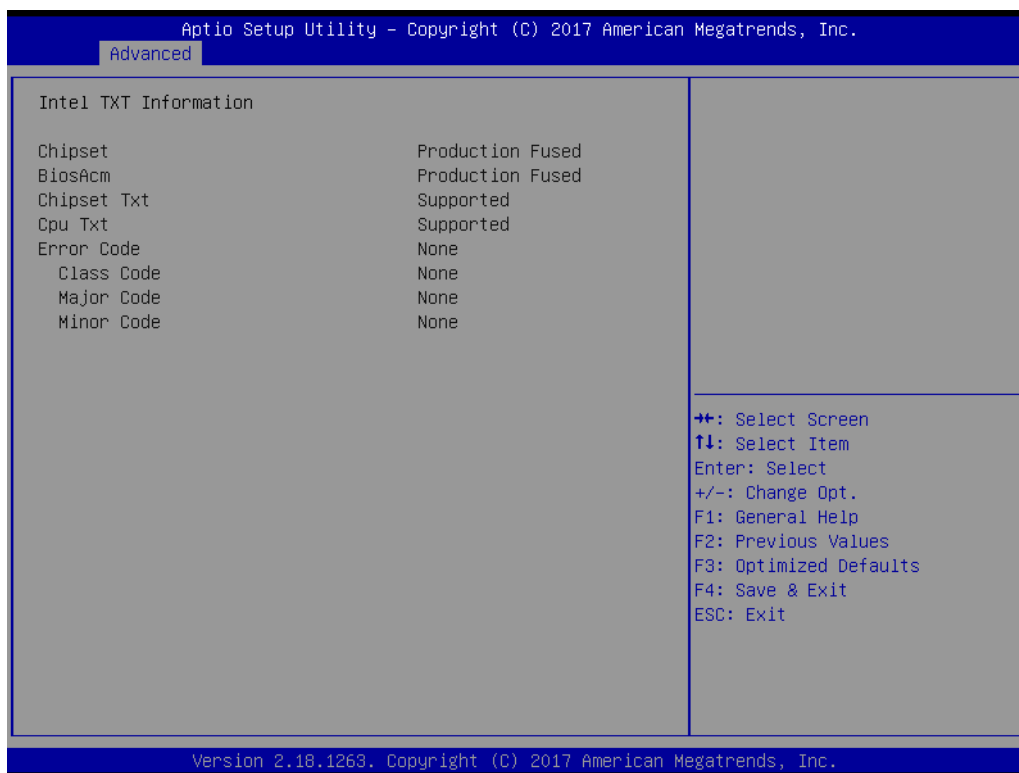 Aptio Setup Utility – Copyright (C) 2017 American Megatrends, Inc.
Advanced
Intel TXT Information
Chipset Production Fused
BiosAcm Production Fused
Chipset Txt Supported
Cpu Txt Supported
Error Code None
Class Code None
Major Code None
Minor Code None
→←: Select Screen
↑↓: Select Item
Enter: Select
+/-: Change Opt.
F1: General Help
F2: Previous Values
F3: Optimized Defaults
F4: Save & Exit
ESC: Exit
Version 2.18.1263. Copyright (C) 2017 American Megatrends, Inc.